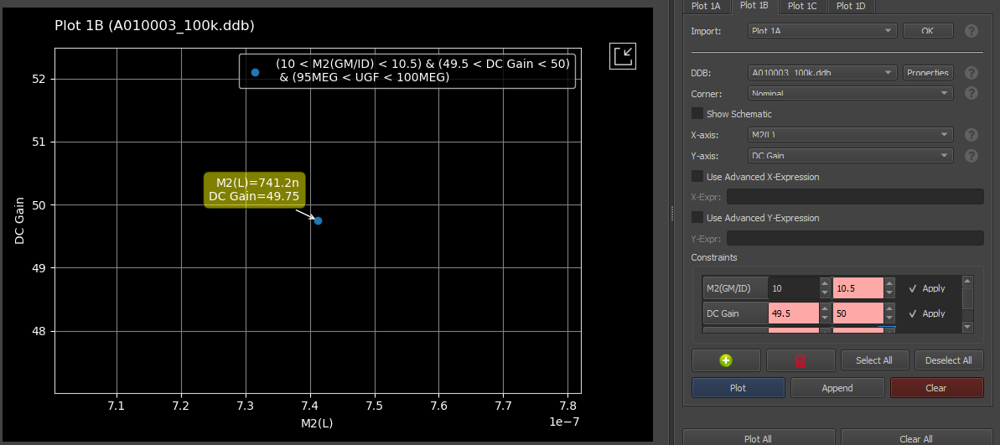 Plot 1B (A010003_100k.ddb)
(10 < M2(GM/ID) < 10.5) & (49.5 < DC Gain < 50)
& (95MEG < UGF < 100MEG)
52
51
50
49
48
DC Gain
M2(L)=741.2n
DC Gain=49.75
7.1 7.2 7.3 7.4 7.5 7.6 7.7 7.8
1e−7
M2(L)
Plot 1A Plot 1B Plot 1C Plot 1D
Import: Plot 1A OK ?
DDB: A010003_100k.ddb Properties ?
Corner: Nominal ?
Show Schematic
X-axis: M2(L) ?
Y-axis: DC Gain ?
Use Advanced X-Expression
X-Expr:
Use Advanced Y-Expression
Y-Expr:
Constraints
M2(GM/ID) 10 10.5 Apply
DC Gain 49.5 50 Apply
Select All Deselect All
Plot Append Clear
Plot All Clear All